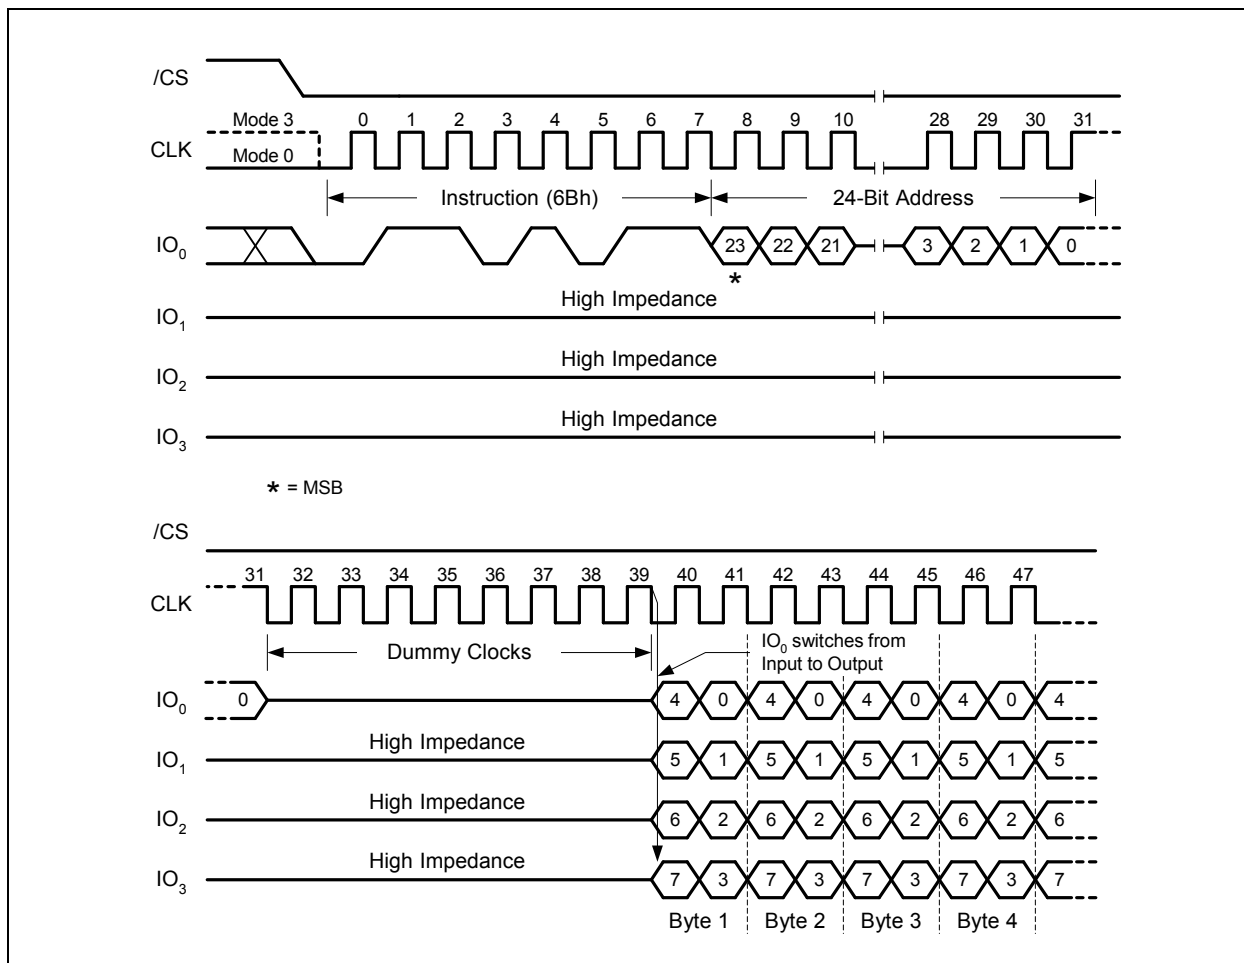 /CS
Mode 3 0 1 2 3 4 5 6 7 8 9 10 28 29 30 31
CLK
Mode 0
Instruction (6Bh) 24-Bit Address
IO0 23 22 21 3 2 1 0
*
High Impedance
IO1
High Impedance
IO2
High Impedance
IO3
* = MSB
/CS
31 32 33 34 35 36 37 38 39 40 41 42 43 44 45 46 47
CLK
Dummy Clocks
IO0 switches from
Input to Output
IO0 0 4 0 4 0 4 0 4 0 4
High Impedance
IO1 5 1 5 1 5 1 5 1 5
High Impedance
IO2 6 2 6 2 6 2 6 2 6
High Impedance
IO3 7 3 7 3 7 3 7 3 7
Byte 1 Byte 2 Byte 3 Byte 4